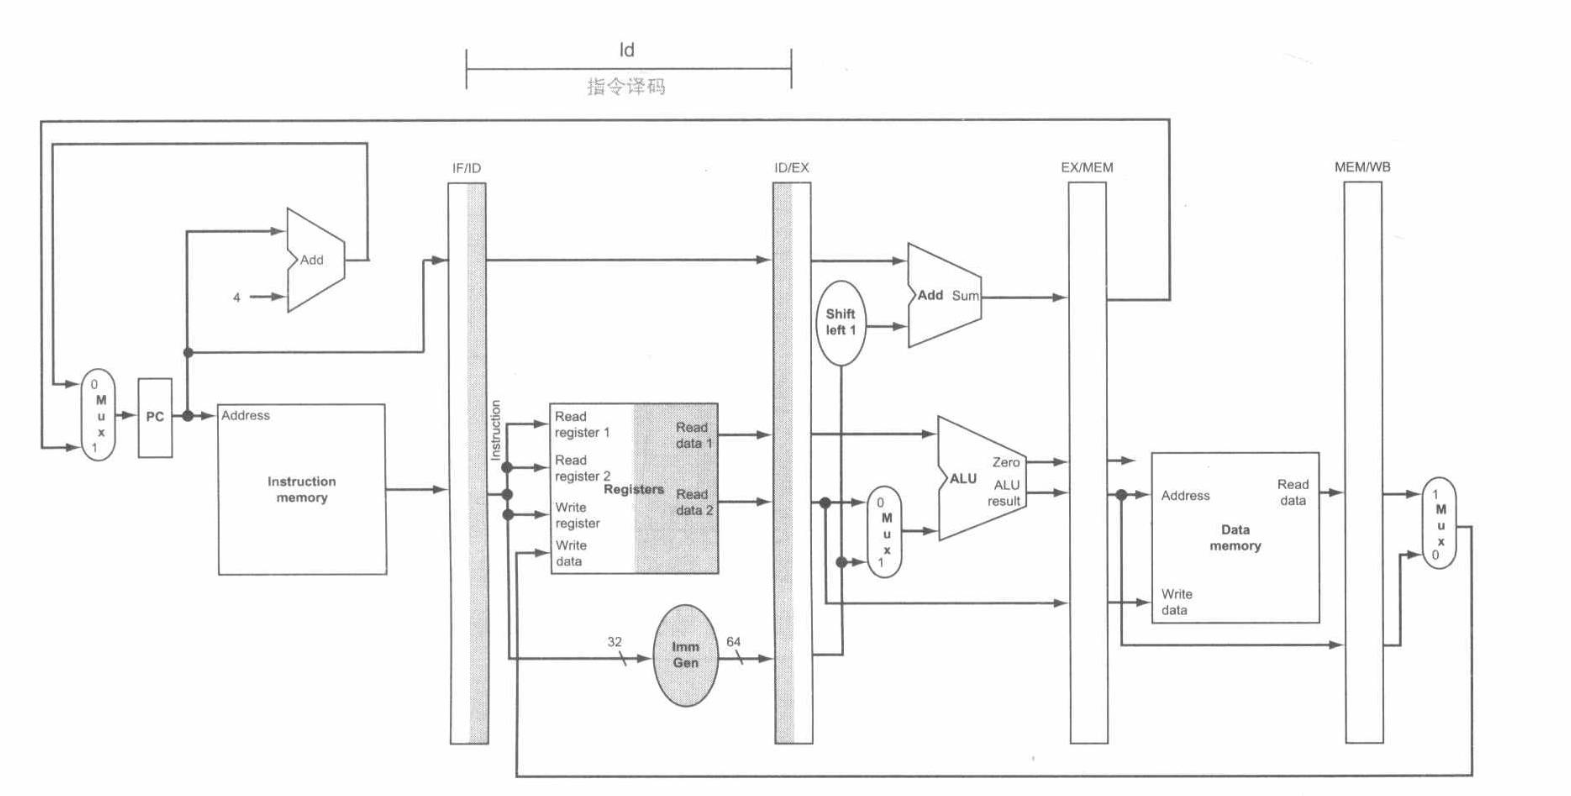 ld
指令译码
IF/ID
ID/EX
EX/MEM
MEM/WB
Add
4
Add Sum
Shift
left 1
0
M
u
x
1
PC
Address
Instruction
memory
Instruction
Read
register 1
Read
register 2
Write
register
Write
data
Registers
Read
data 1
Read
data 2
32
Imm
Gen
64
0
M
u
x
1
Zero
ALU
ALU
result
Address
Read
data
Data
memory
Write
data
1
M
u
x
0